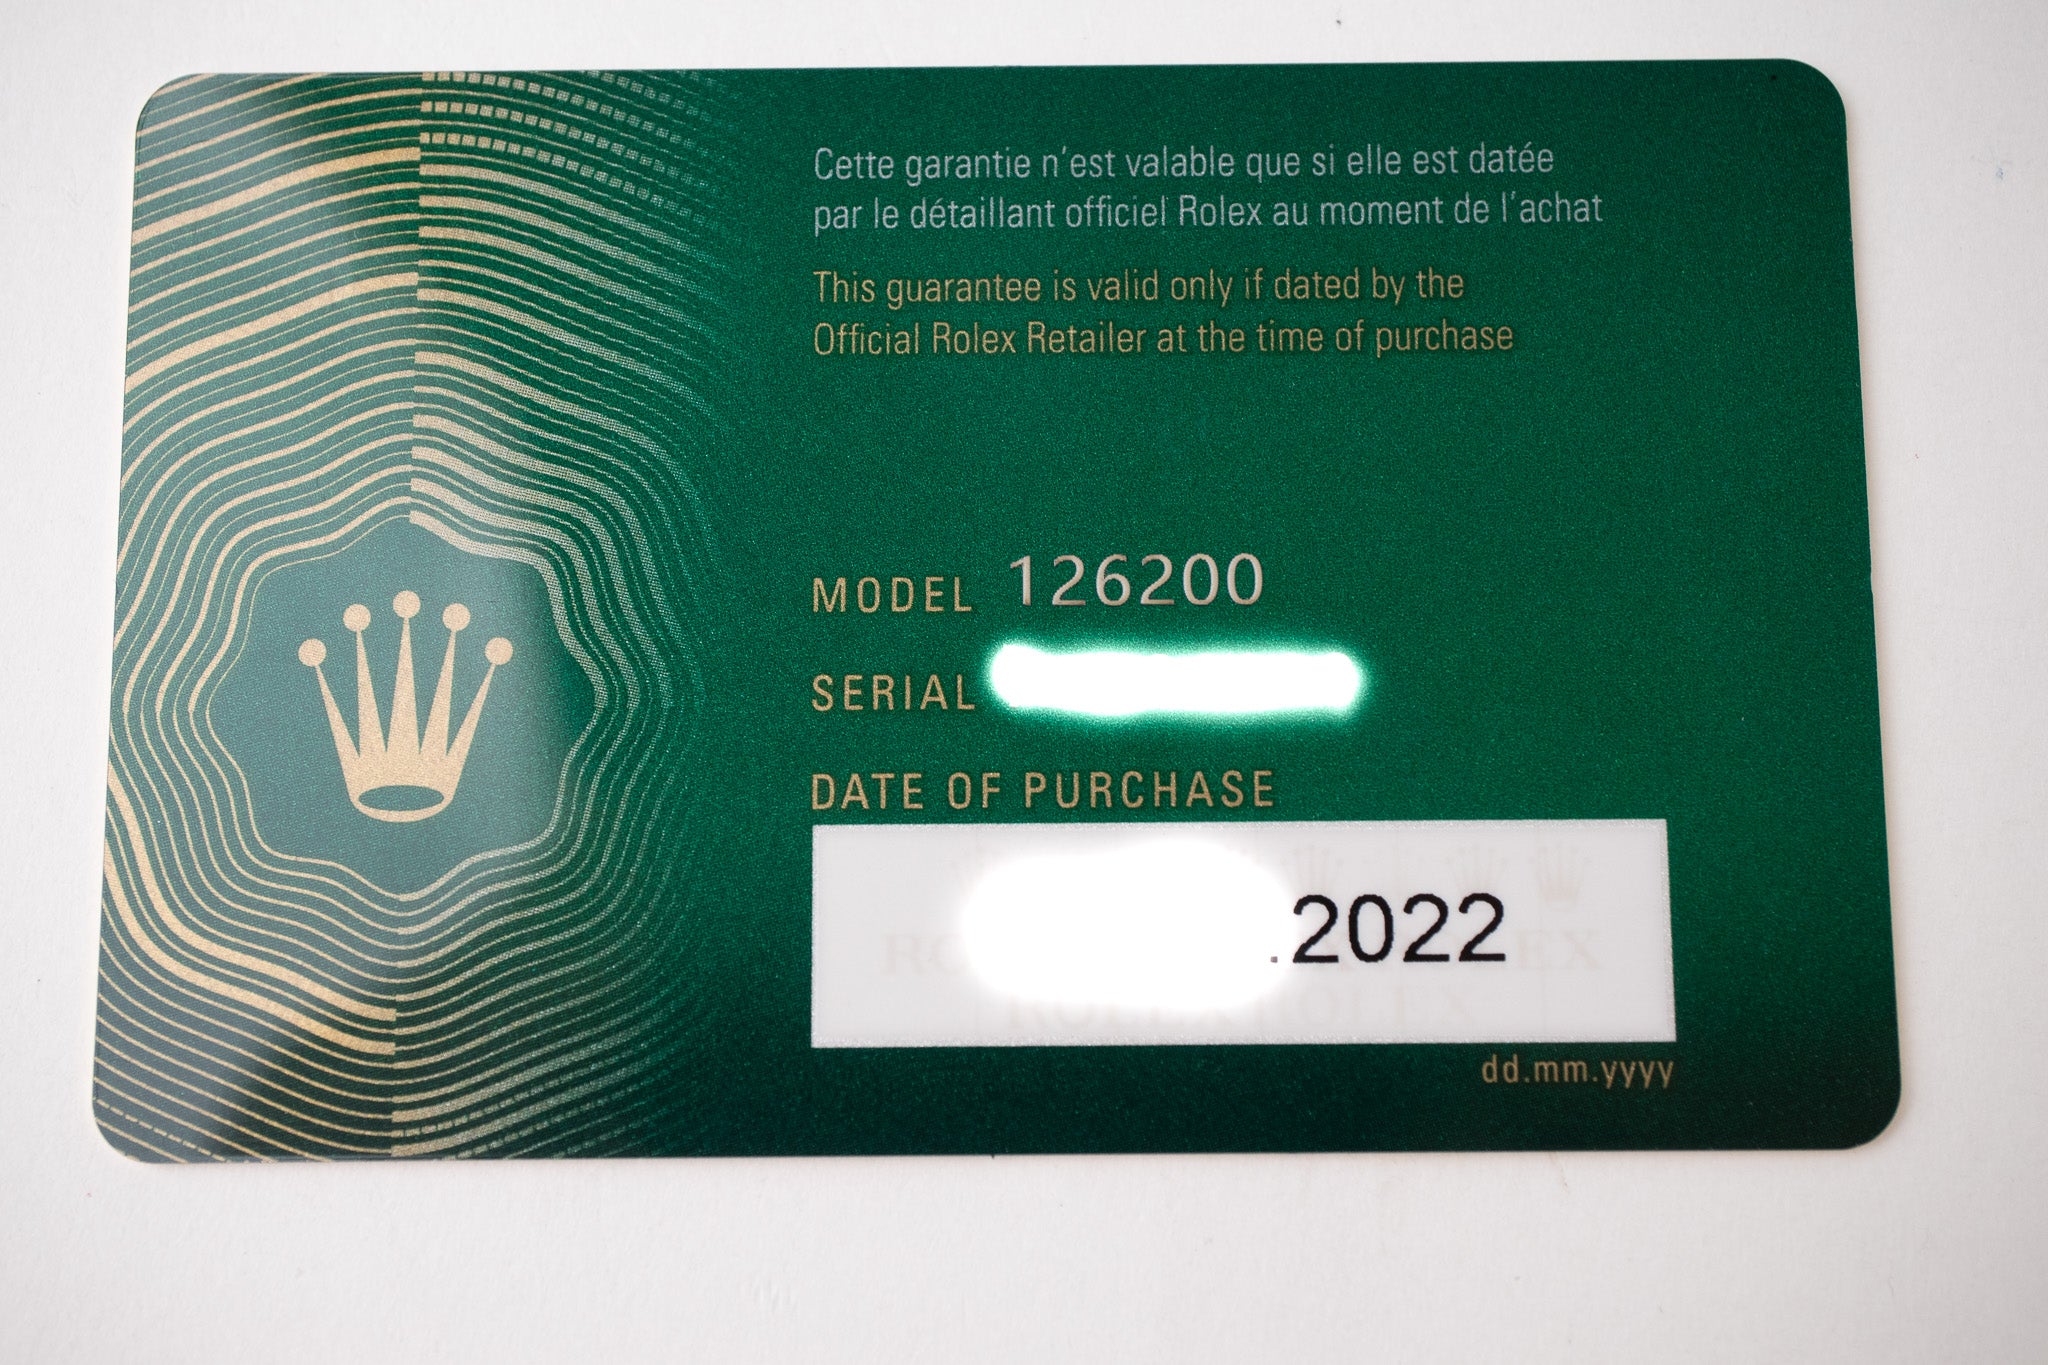 Cette garantie n'est valable que si elle est datée
par le détaillant officiel Rolex au moment de l'achat
This guarantee is valid only if dated by the
Official Rolex Retailer at the time of purchase
MODEL 126200
SERIAL
DATE OF PURCHASE
.2022
dd.mm.yyyy